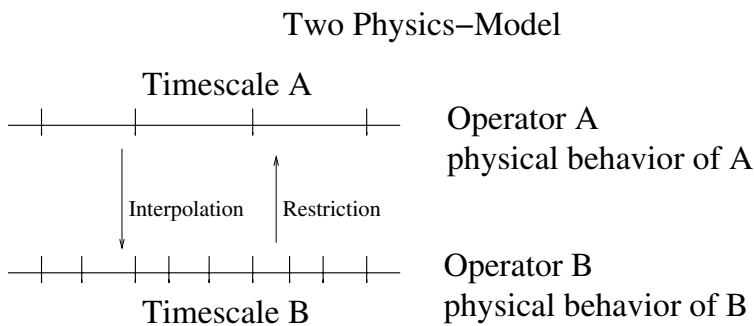 Two Physics–Model
Timescale A
Operator A
physical behavior of A
Interpolation
Restriction
Operator B
physical behavior of B
Timescale B